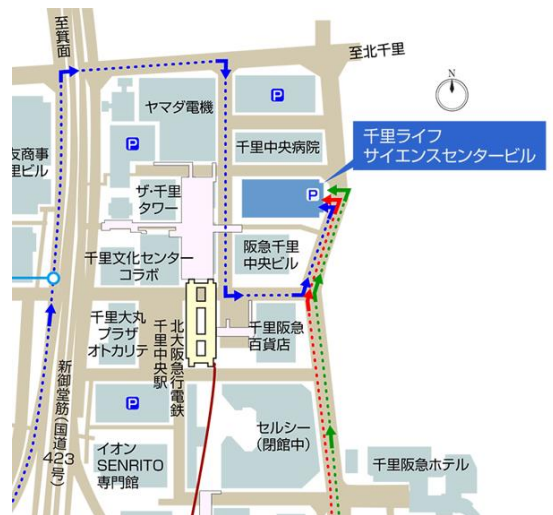 至箕面
至北千里
N
ヤマダ電機
P
千里中央病院
千里ライフ
サイエンスセンタービル
友商事
里ビル
P
ザ・千里
タワー
P
千里文化センター
コラボ
阪急千里
中央ビル
千里大丸
プラザ
オトカリテ
北大阪急行電鉄
千里中央駅
千里阪急
百貨店
新御堂筋(国道
423
号)
P
セルシー
(閉館中)
イオン
SENRITO
専門館
千里阪急ホテル